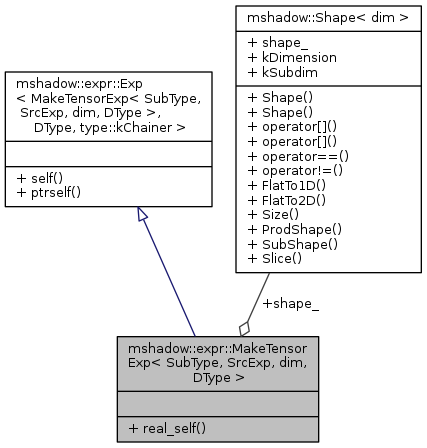 mshadow::Shape< dim >
+ shape_
+ kDimension
+ kSubdim
+ Shape()
+ Shape()
+ operator[]()
+ operator[]()
+ operator==()
+ operator!=()
+ FlatTo1D()
+ FlatTo2D()
+ Size()
+ ProdShape()
+ SubShape()
+ Slice()
mshadow::expr::Exp
< MakeTensorExp< SubType,
SrcExp, dim, DType >,
DType, type::kChainer >
+ self()
+ ptrself()
+shape_
mshadow::expr::MakeTensor
Exp< SubType, SrcExp, dim,
DType >
+ real_self()